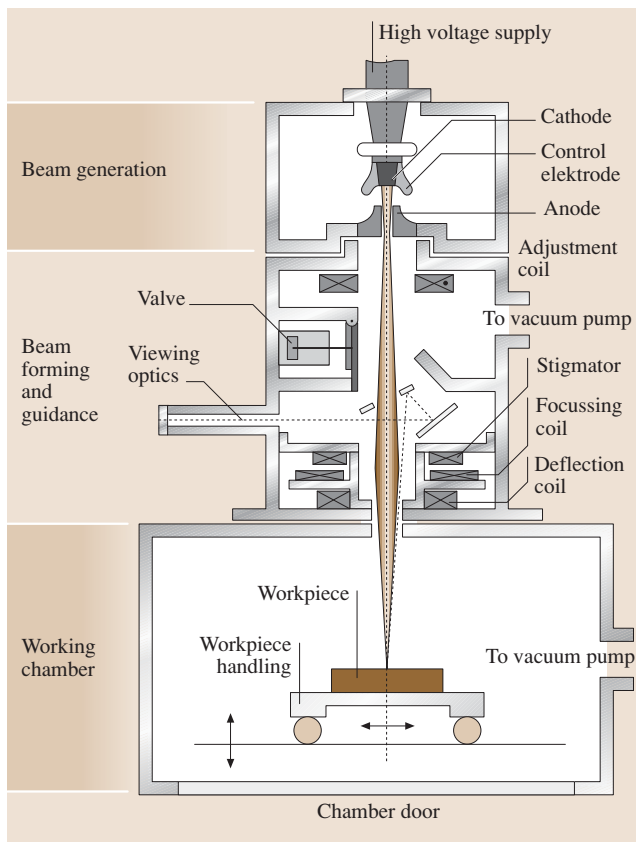 High voltage supply
Cathode
Control
elektrode
Beam generation
Anode
Adjustment
coil
Valve
To vacuum pump
Beam
forming
and
guidance
Viewing
optics
Stigmator
Focussing
coil
Deflection
coil
Workpiece
Working
chamber
Workpiece
handling
To vacuum pump
Chamber door